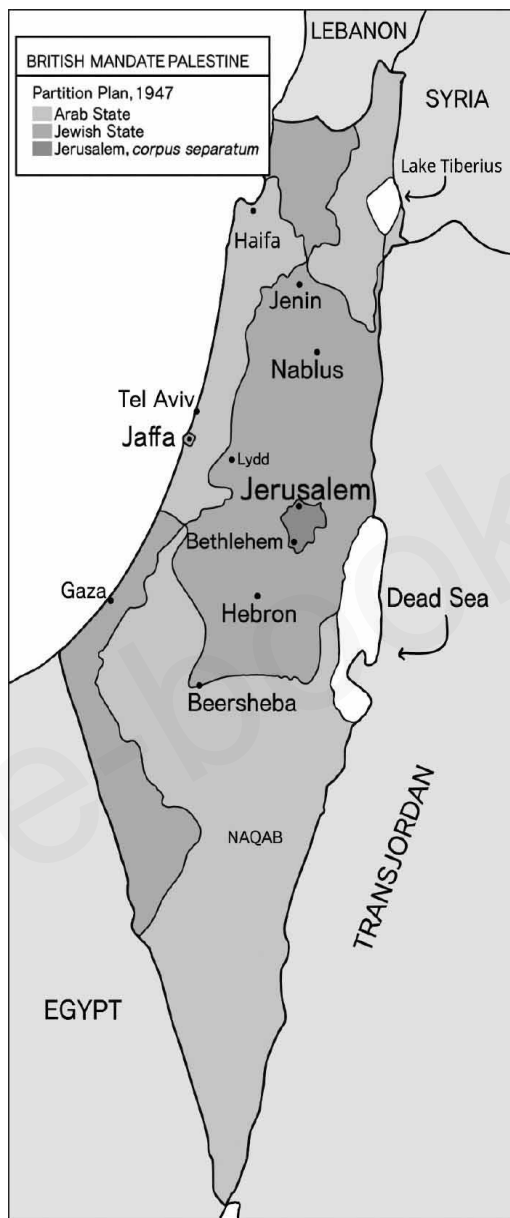 LEBANON
BRITISH MANDATE PALESTINE
Partition Plan, 1947
Arab State
Jewish State
Jerusalem, corpus separatum
SYRIA
Lake Tiberius
Haifa
Jenin
Nablus
Tel Aviv
Jaffa
Lydd
Jerusalem
Bethlehem
Gaza
Hebron
Dead Sea
Beersheba
NAQAB
TRANSJORDAN
EGYPT
e-book